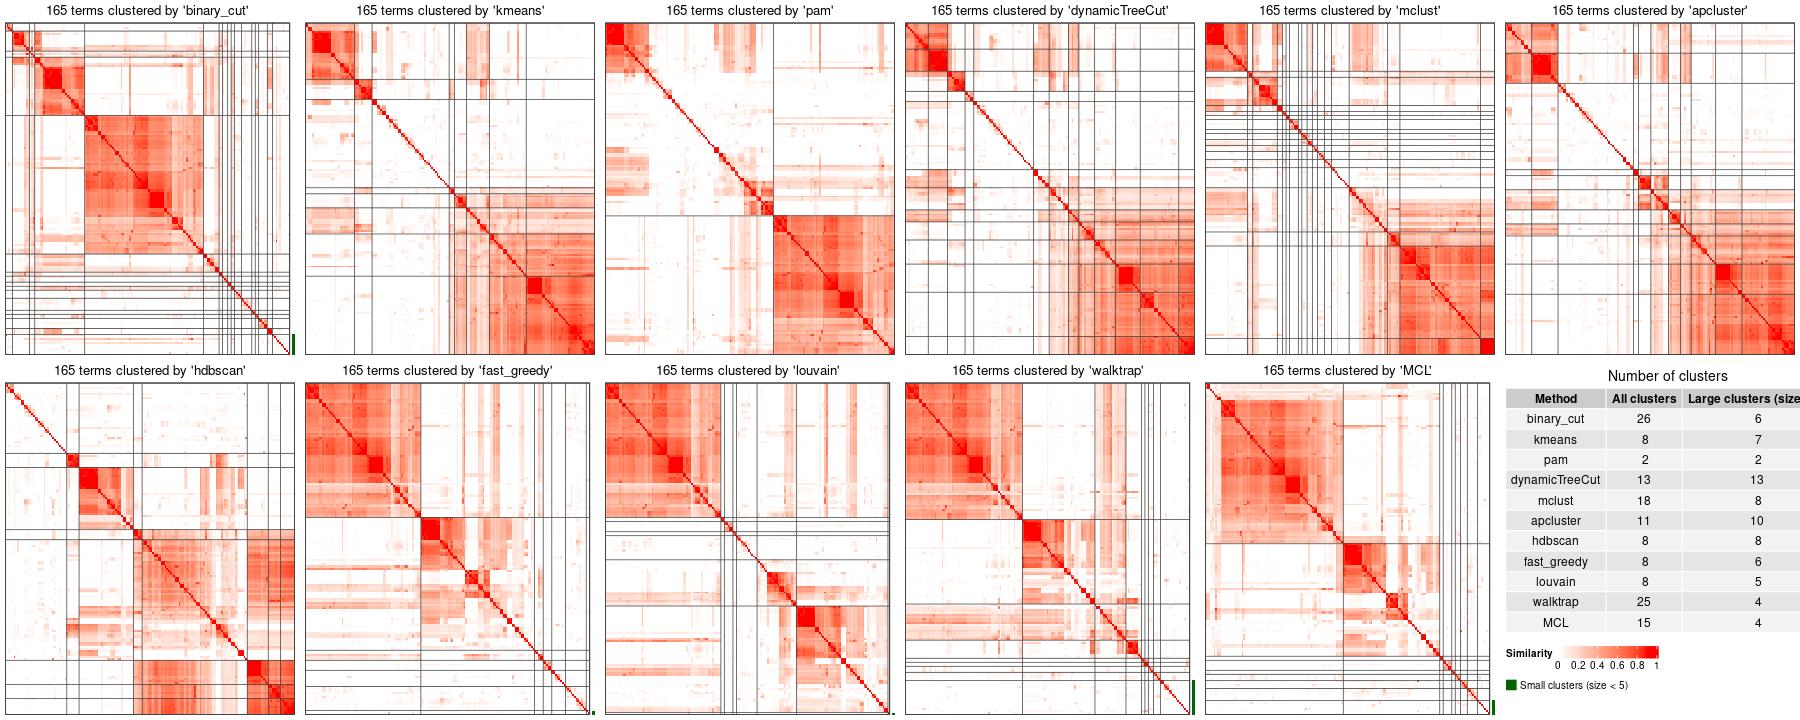 165 terms clustered by 'binary_cut'
165 terms clustered by 'kmeans'
165 terms clustered by 'pam'
165 terms clustered by 'dynamicTreeCut'
165 terms clustered by 'mclust'
165 terms clustered by 'apcluster'
165 terms clustered by 'hdbscan'
165 terms clustered by 'fast_greedy'
165 terms clustered by 'louvain'
165 terms clustered by 'walktrap'
165 terms clustered by 'MCL'
Number of clusters
Method All clusters Large clusters (size
binary_cut 26 6
kmeans 8 7
pam 2 2
dynamicTreeCut 13 13
mclust 18 8
apcluster 11 10
hdbscan 8 8
fast_greedy 8 6
louvain 8 5
walktrap 25 4
MCL 15 4
Similarity
0 0.2 0.4 0.6 0.8 1
Small clusters (size < 5)